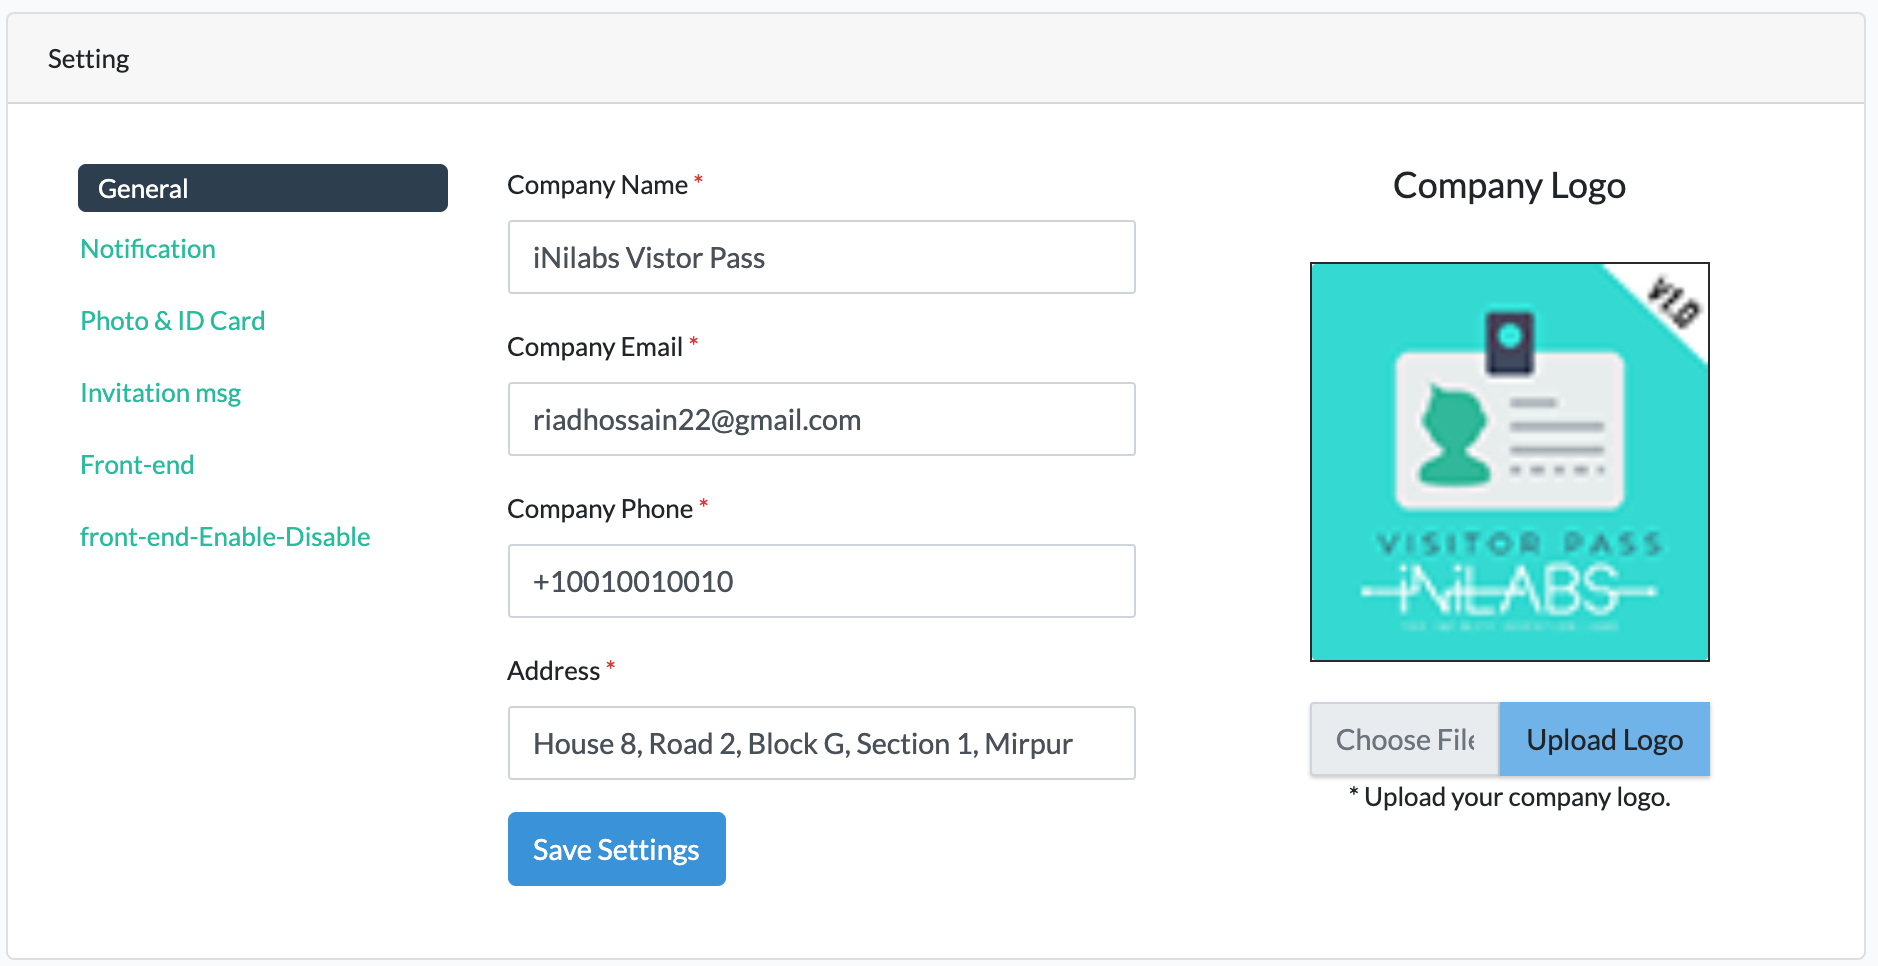 Setting
General
Notification
Photo & ID Card
Invitation msg
Front-end
front-end-Enable-Disable
Company Name *
iNilabs Vistor Pass
Company Email *
riadhossain22@gmail.com
Company Phone *
+10010010010
Address *
House 8, Road 2, Block G, Section 1, Mirpur
Save Settings
Company Logo
V1.0
VISITOR PASS
iNiLABS
Choose File
Upload Logo
* Upload your company logo.